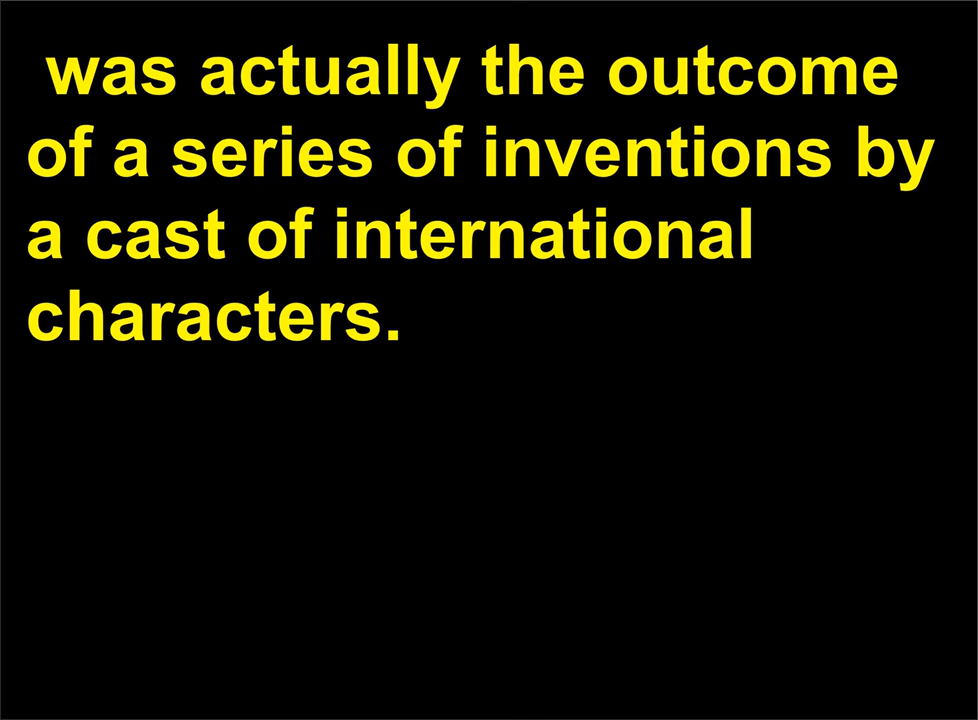 was actually the outcome
of a series of inventions by
a cast of international
characters.